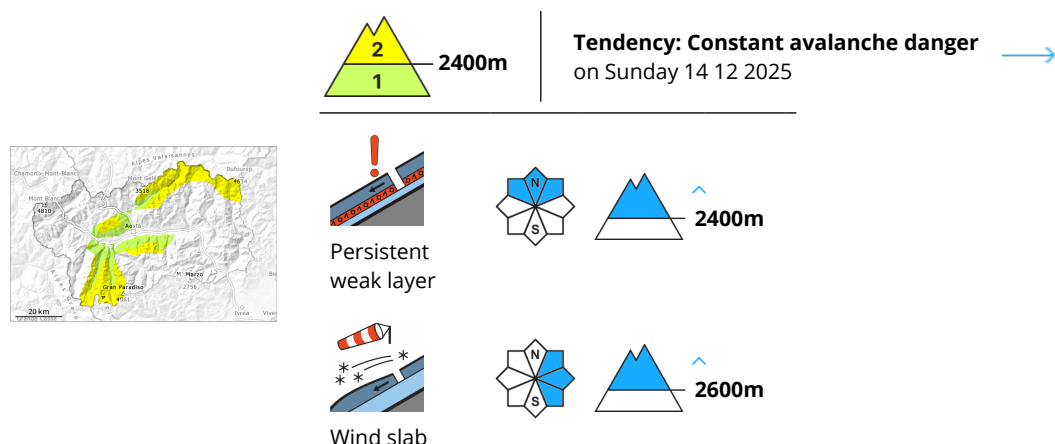 2
1
2400m
Tendency: Constant avalanche danger
on Sunday 14 12 2025
Alpes Valaisannes
Chamonix-Mont-Blanc
Mont Gelé
3518
Dufoursp.
Mont Blanc
4810
Aosta
M. Marzo
2756
Gran Paradiso
4061
20 km
Ivrea
N
S
2400m
Persistent
weak layer
N
S
2600m
Wind slab